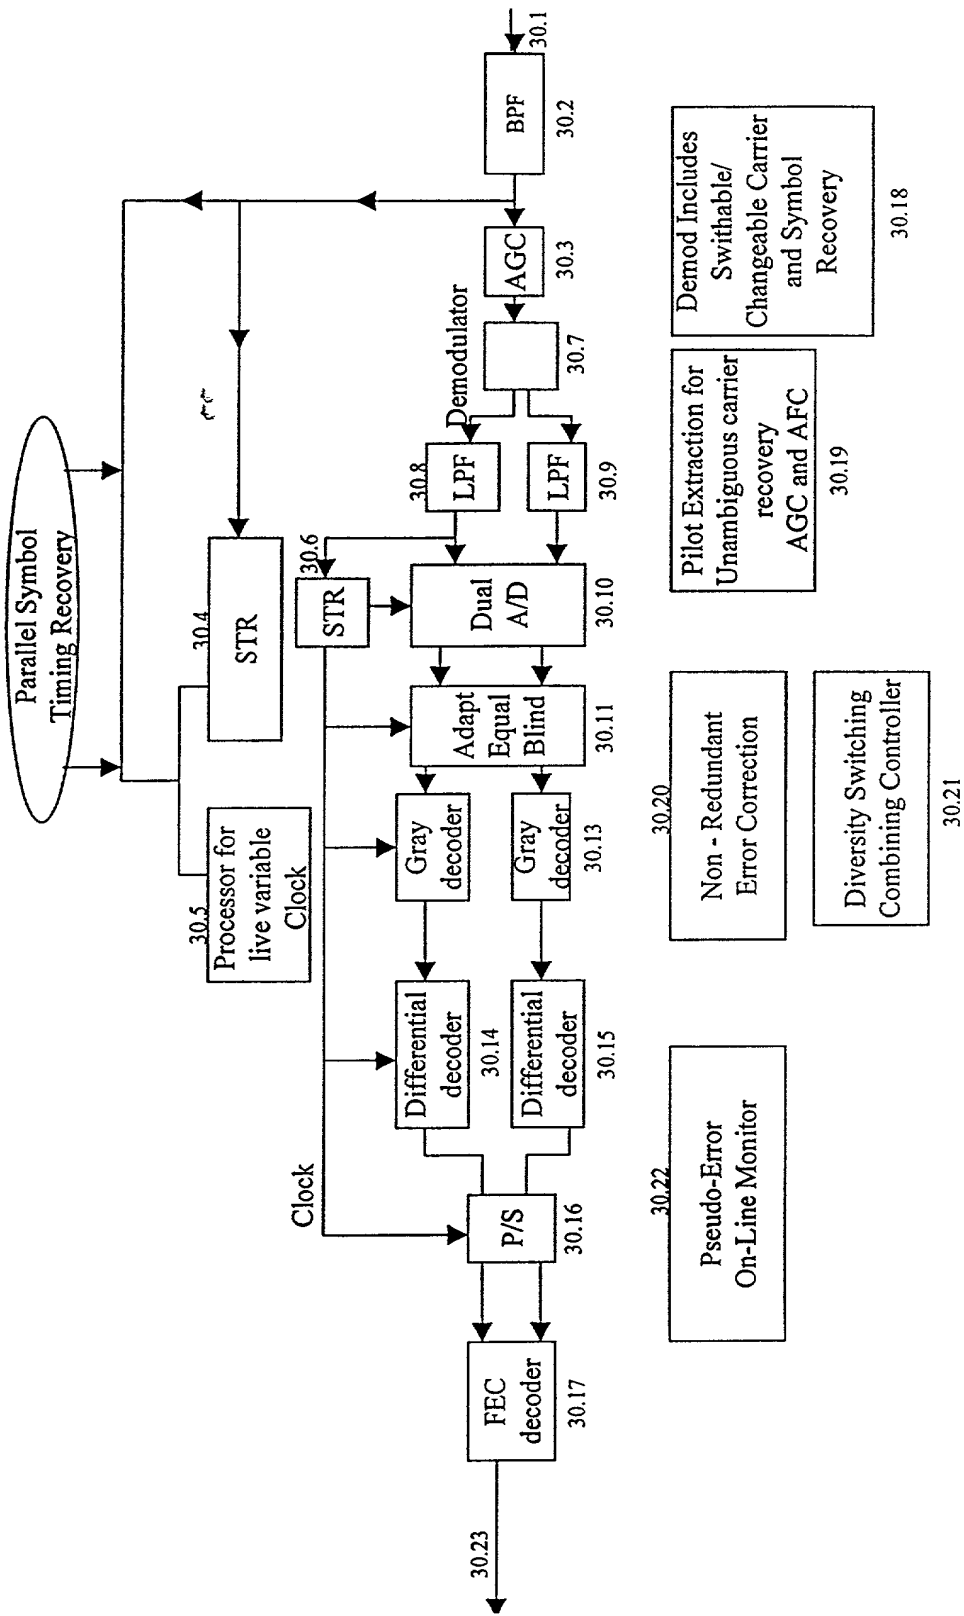 Parallel Symbol
Timing Recovery
30.5
Processor for
live variable
Clock
30.4
STR
Clock
30.6
STR
30.23
FEC
decoder
30.17
P/S
30.16
Differential
decoder
30.14
Differential
decoder
30.15
Gray
decoder
Gray
decoder
30.13
Adapt
Equal
Blind
30.11
Dual
A/D
30.10
30.8
LPF
LPF
30.9
Demodulator
30.7
AGC
30.3
BPF
30.2
30.1
30.22
Pseudo-Error
On-Line Monitor
30.20
Non - Redundant
Error Correction
Diversity Switching
Combining Controller
30.21
Pilot Extraction for
Unambiguous carrier
recovery
AGC and AFC
30.19
Demod Includes
Swithable/
Changeable Carrier
and Symbol
Recovery
30.18